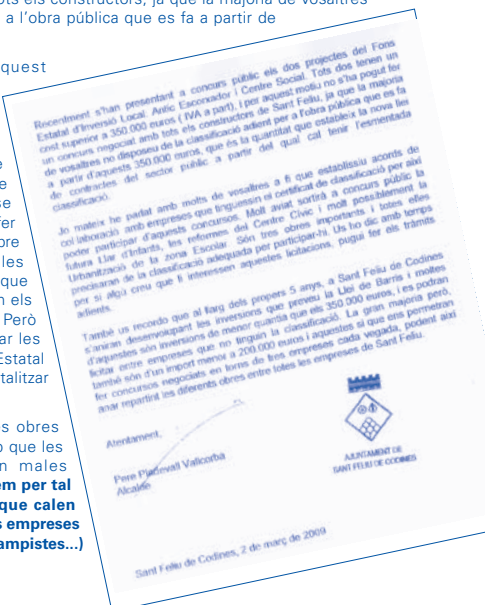 ots els constructors, ja que la majoria de vosaltres
a l'obra pública que es fa a partir de
quest
e
e
se
fer
bre
les
que
n els
Però
ar les
Estatal
talitzar
s obres
o que les
n males
em per tal
que calen
s empreses
ampistes...)
Recentment s'han presentant a concurs públic els dos projectes del Fons
Estatal d'Inversió Local. Antic Escorxador i Centre Social. Tots dos tenen un
cost superior a 350.000 euros ( IVA a part), i per aquest motiu no s'ha pogut fer
un concurs negociat amb tots els constructors de Sant Feliu, ja que la majoria
de vosaltres no disposeu de la classificació adient per a l'obra pública que es fa
a partir d'aquests 350.000 euros, que és la quantitat que estableix la nova llei
de contractes del sector públic a partir del qual cal tenir l'esmentada
classificació.
Jo mateix he parlat amb molts de vosaltres a fi que establissiu acords de
col·laboració amb empreses que tinguessin el certificat de classificació per així
poder participar d'aquests concursos. Molt aviat sortirà a concurs públic la
futura Llar d'Infants, les reformes del Centre Cívic i molt possiblement la
Urbanització de la zona Escolar. Són tres obres importants i totes elles
precisaran de la classificació adequada per participar-hi. Us ho dic amb temps
per si algú creu que li interessen aquestes licitacions, pugui fer els tràmits
adients.
També us recordo que al llarg dels propers 5 anys, a Sant Feliu de Codines
s'aniran desenvolupant les inversions que preveu la Llei de Barris i moltes
d'aquestes són inversions de menor quantia que els 350.000 euros, i es podran
licitar entre empreses que no tinguin la classificació. La gran majoria però,
també són d'un import menor a 200.000 euros i aquestes si que ens permetran
fer concursos negociats en torns de tres empreses cada vegada, podent així
anar repartint les diferents obres entre totes les empreses de Sant Feliu.
Atentament,
Pere Pladevall Vallcorba
Alcalde
AJUNTAMENT DE
SANT FELIU DE CODINES
Sant Feliu de Codines, 2 de març de 2009